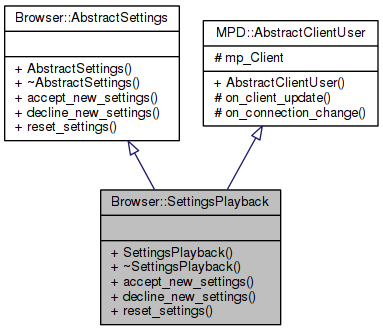 Browser::AbstractSettings
+ AbstractSettings()
+ ~AbstractSettings()
+ accept_new_settings()
+ decline_new_settings()
+ reset_settings()
MPD::AbstractClientUser
# mp_Client
+ AbstractClientUser()
# on_client_update()
# on_connection_change()
Browser::SettingsPlayback
+ SettingsPlayback()
+ ~SettingsPlayback()
+ accept_new_settings()
+ decline_new_settings()
+ reset_settings()